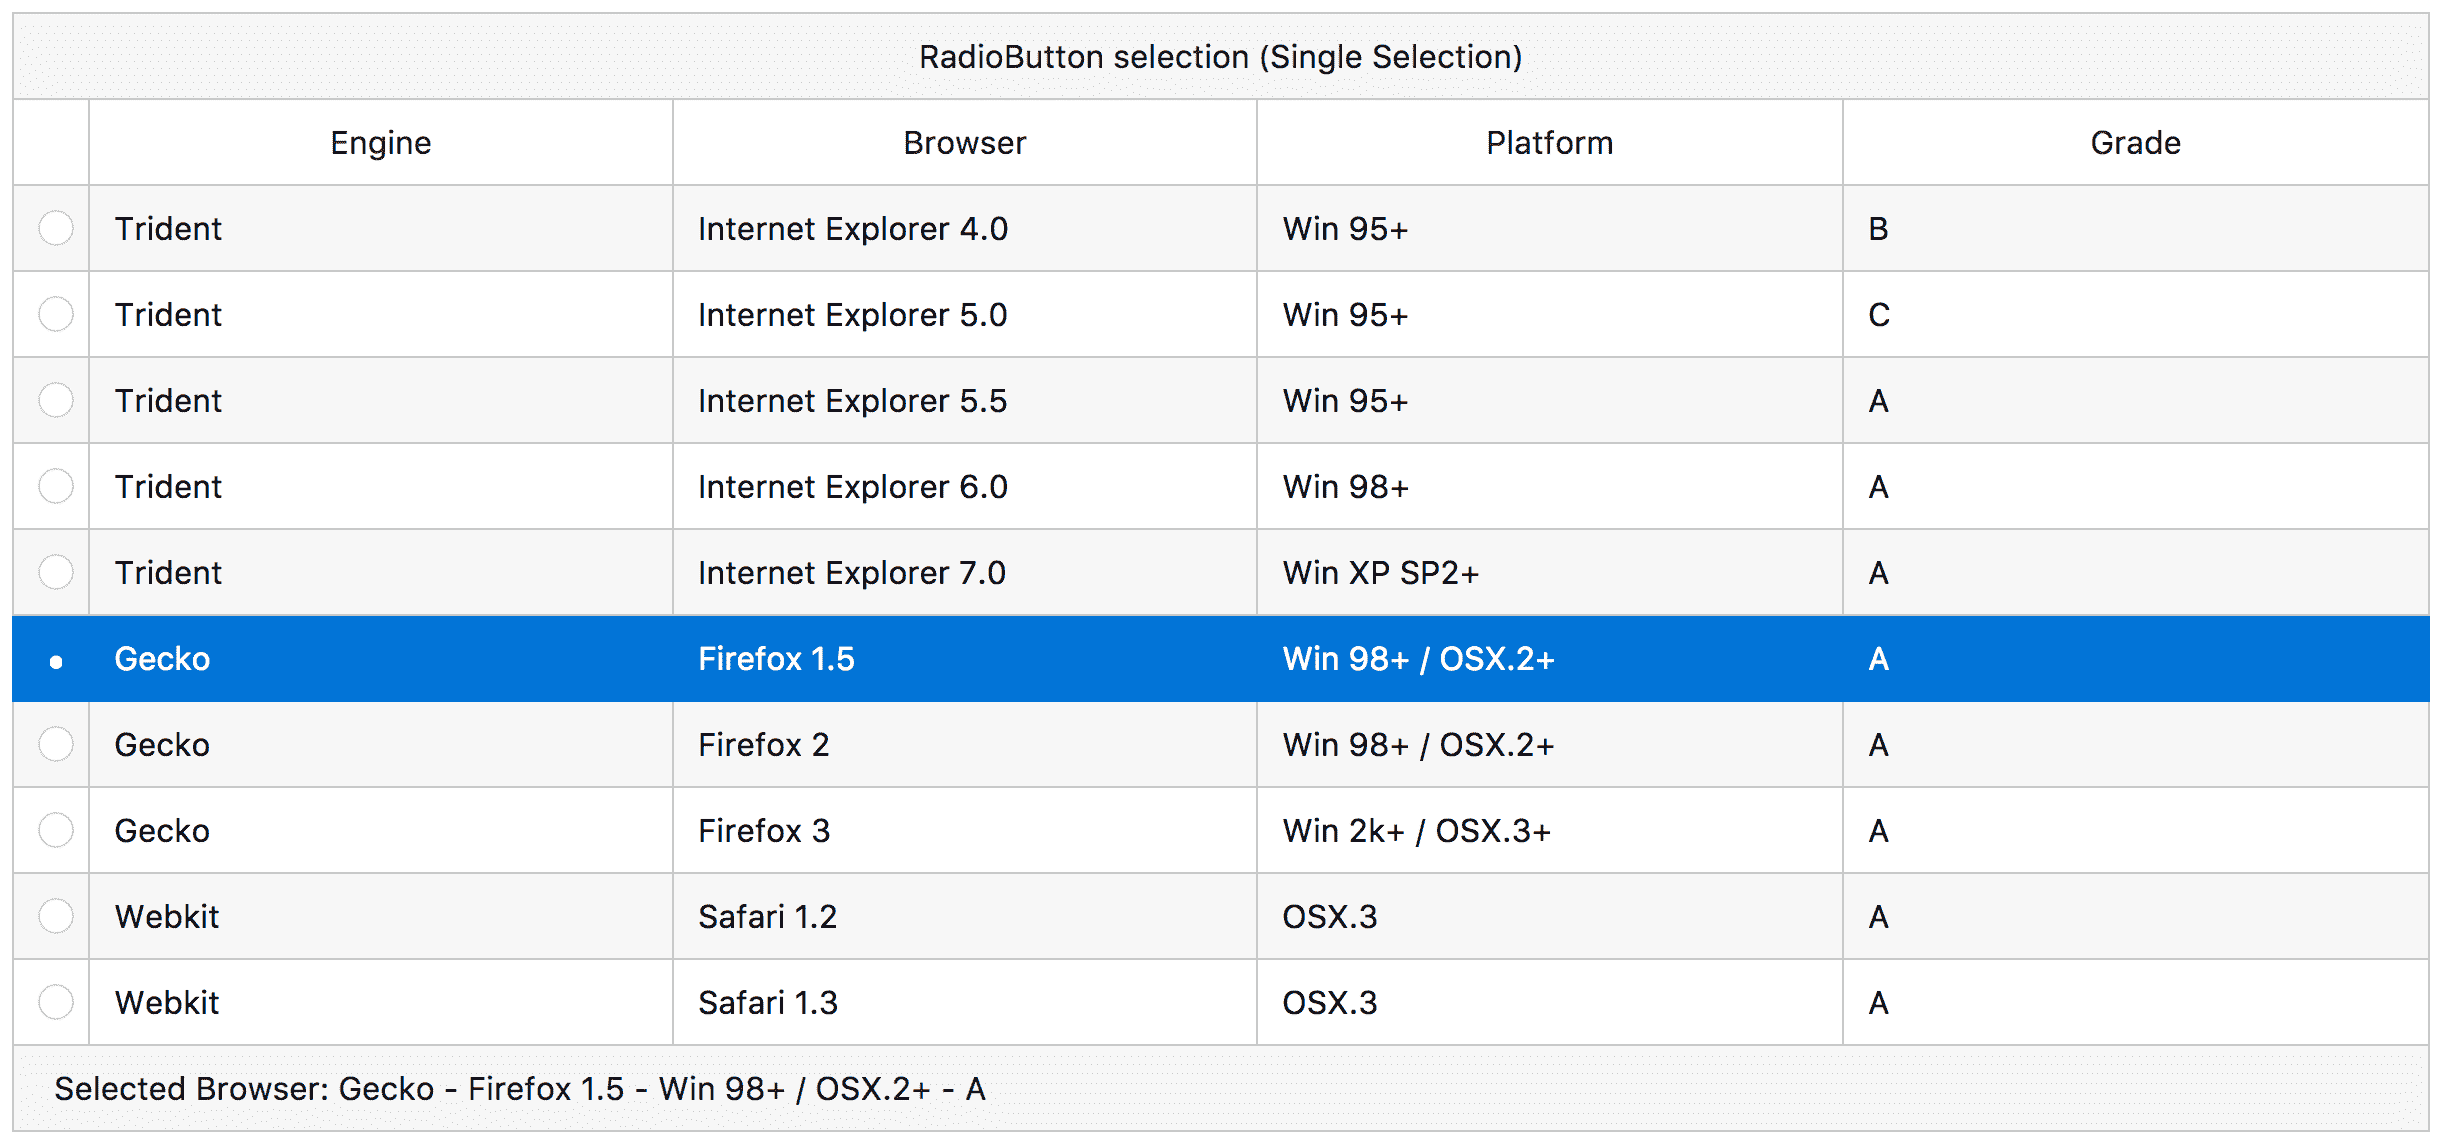 RadioButton selection (Single Selection)
Engine Browser Platform Grade
Trident Internet Explorer 4.0 Win 95+ B
Trident Internet Explorer 5.0 Win 95+ C
Trident Internet Explorer 5.5 Win 95+ A
Trident Internet Explorer 6.0 Win 98+ A
Trident Internet Explorer 7.0 Win XP SP2+ A
Gecko Firefox 1.5 Win 98+ / OSX.2+ A
Gecko Firefox 2 Win 98+ / OSX.2+ A
Gecko Firefox 3 Win 2k+ / OSX.3+ A
Webkit Safari 1.2 OSX.3 A
Webkit Safari 1.3 OSX.3 A
Selected Browser: Gecko - Firefox 1.5 - Win 98+ / OSX.2+ - A